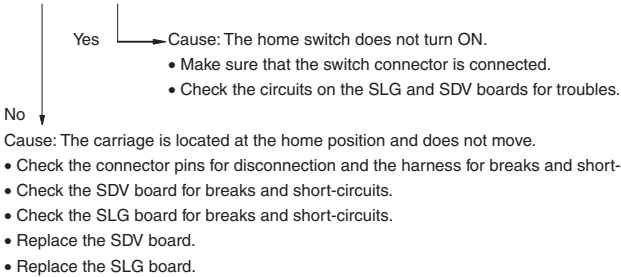 Yes Cause: The home switch does not turn ON.
• Make sure that the switch connector is connected.
• Check the circuits on the SLG and SDV boards for troubles.
No
Cause: The carriage is located at the home position and does not move.
• Check the connector pins for disconnection and the harness for breaks and short-
• Check the SDV board for breaks and short-circuits.
• Check the SLG board for breaks and short-circuits.
• Replace the SDV board.
• Replace the SLG board.